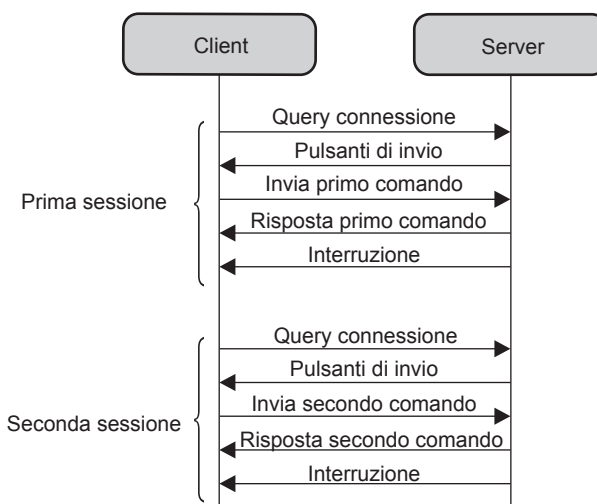 Client
Server
Query connessione
Pulsanti di invio
Invia primo comando
Prima sessione
Risposta primo comando
Interruzione
Query connessione
Pulsanti di invio
Invia secondo comando
Seconda sessione
Risposta secondo comando
Interruzione